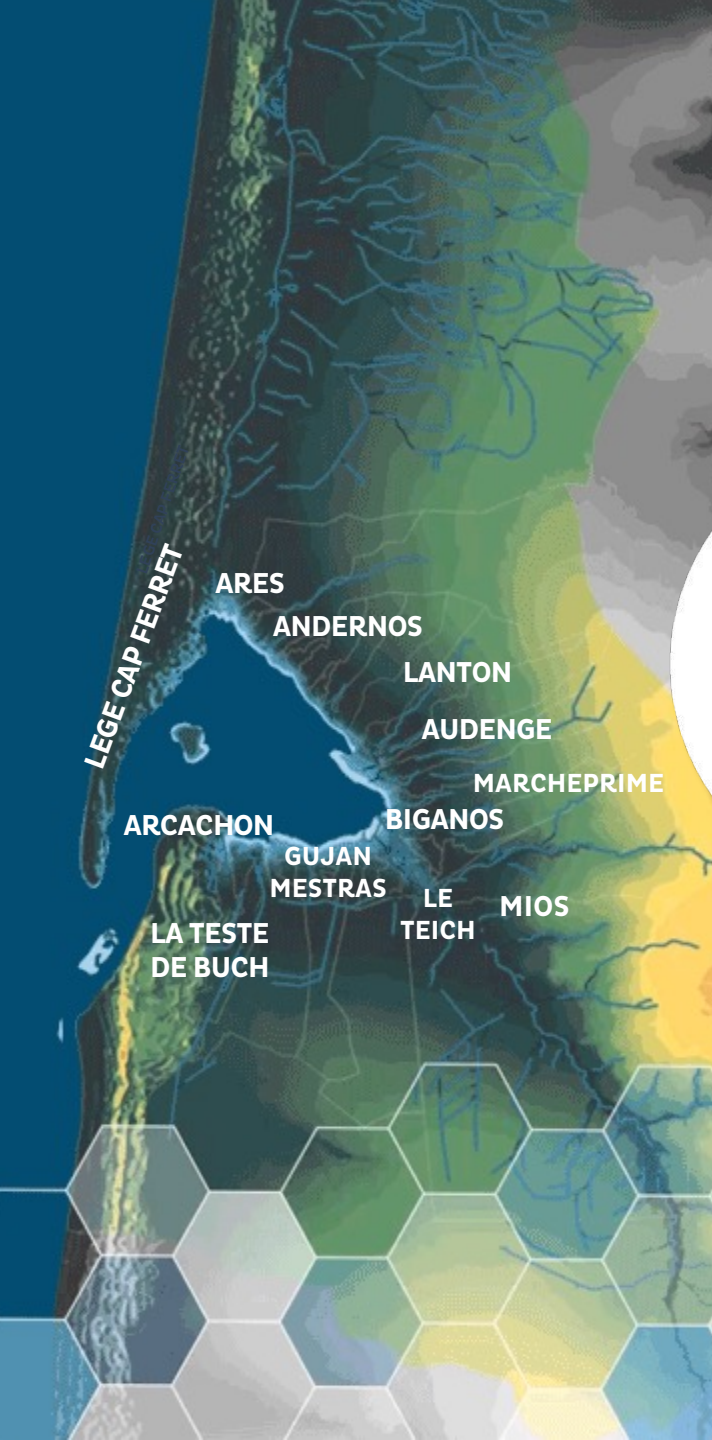 LEGE CAP FERRET
ARES
ANDERNOS
LANTON
AUDENGE
MARCHEPRIME
BIGANOS
ARCACHON
GUJAN
MESTRAS
LE
TEICH
MIOS
LA TESTE
DE BUCH